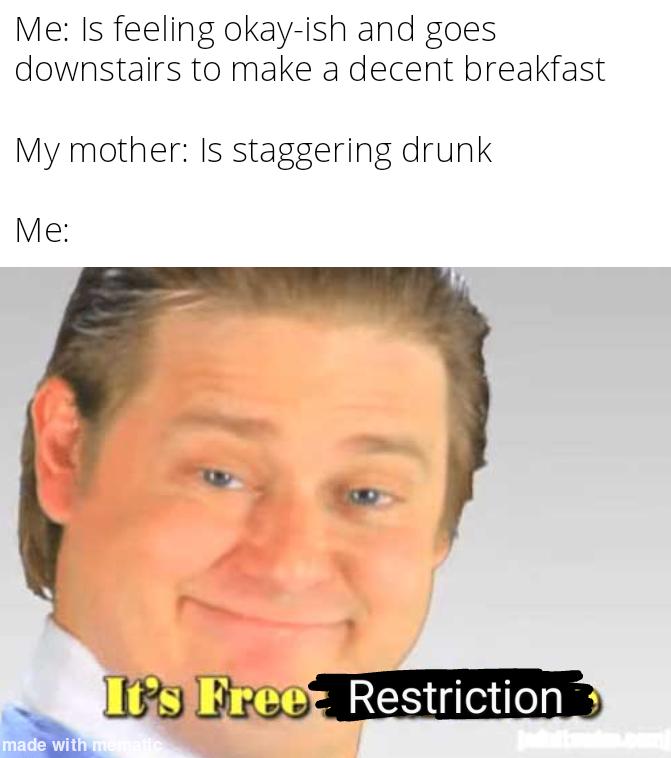 Me: Is feeling okay-ish and goes
downstairs to make a decent breakfast
My mother: Is staggering drunk
Me:
It's Free Restriction
made with mematic